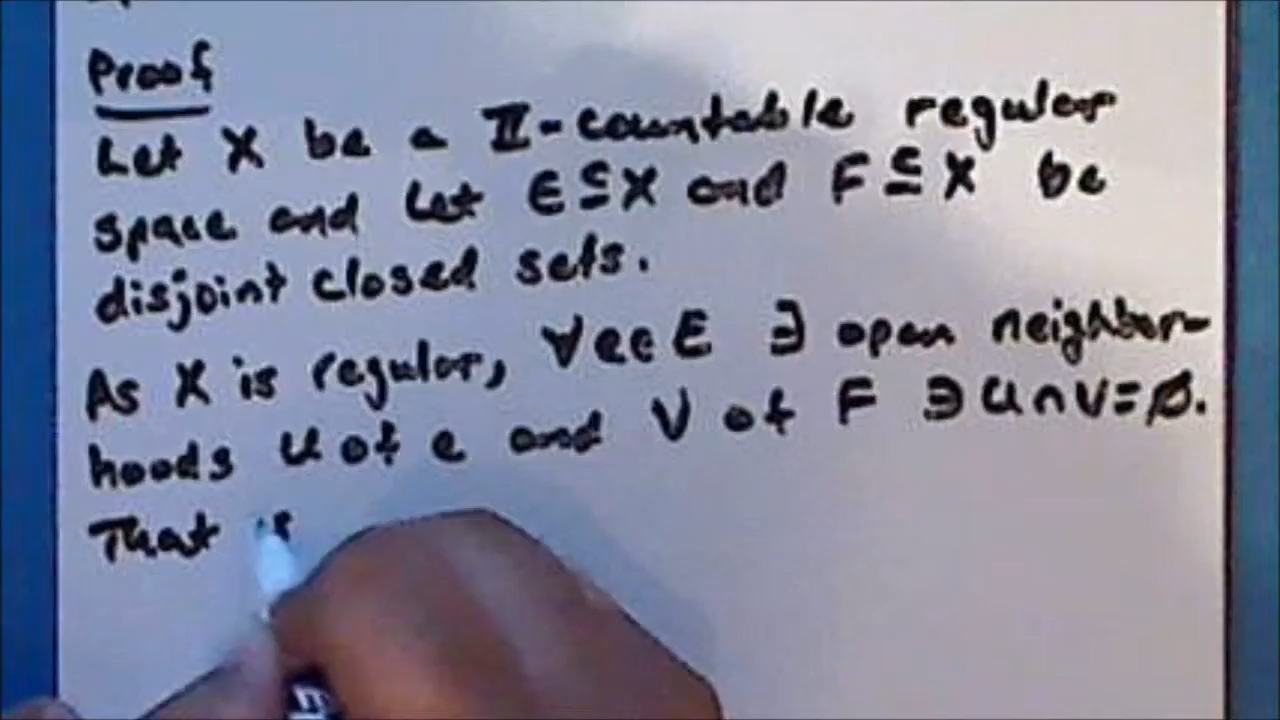 Proof
Let X be a II-countable regular
space and let E⊆X and F⊆X be
disjoint closed sets.
As X is regular, ∀e∈E ∃ open neighbor-
hoods U of e and V of F ∋ U∩V=∅.
That is